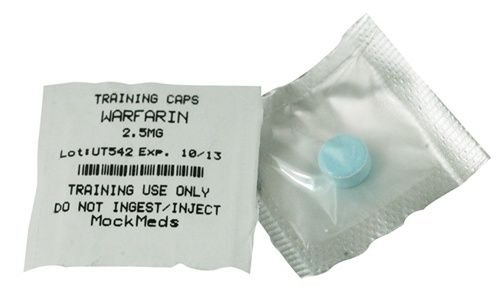 TRAINING CAPS
WARFARIN
2.5MG
Lot:UT542 Exp. 10/13
TRAINING USE ONLY
DO NOT INGEST/INJECT
MockMeds